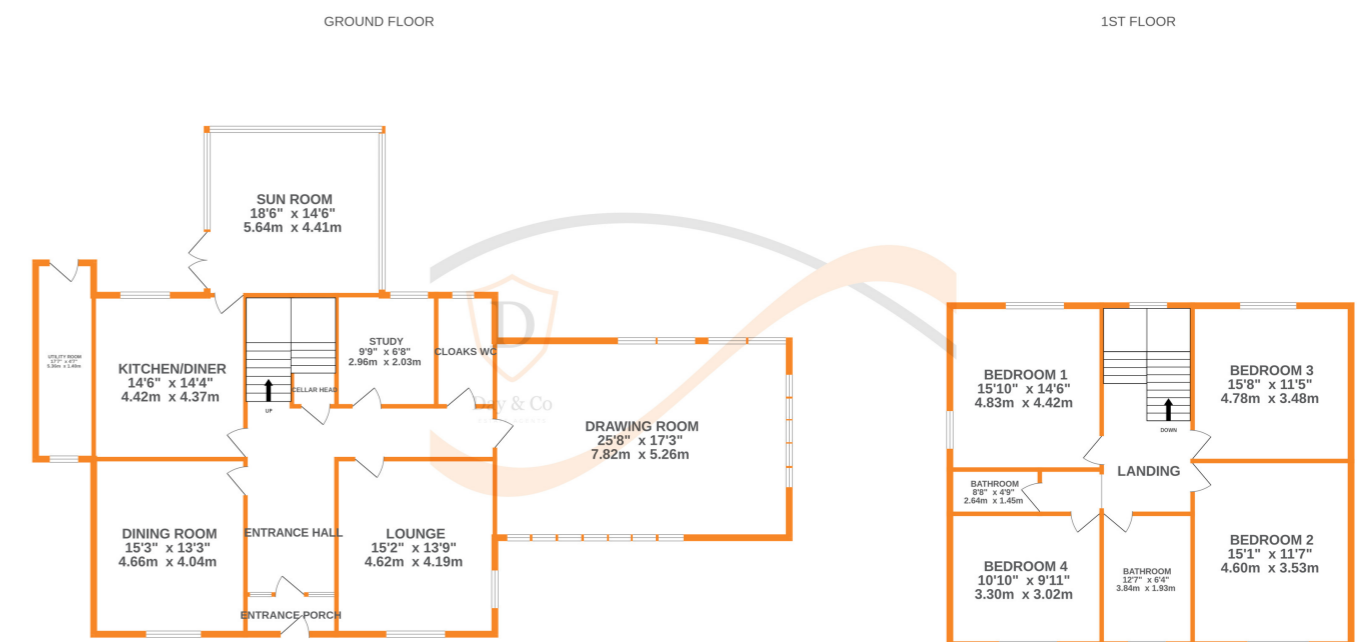 GROUND FLOOR
1ST FLOOR
SUN ROOM
18'6" x 14'6"
5.64m x 4.41m
UTILITY ROOM
KITCHEN/DINER
14'6" x 14'4"
4.42m x 4.37m
UP
CELLAR HEAD
STUDY
9'9" x 6'8"
2.96m x 2.03m
CLOAKS WC
D
Day & Co
DRAWING ROOM
25'8" x 17'3"
7.82m x 5.26m
DINING ROOM
15'3" x 13'3"
4.66m x 4.04m
ENTRANCE HALL
LOUNGE
15'2" x 13'9"
4.62m x 4.19m
ENTRANCE PORCH
BEDROOM 1
15'10" x 14'6"
4.83m x 4.42m
BEDROOM 3
15'8" x 11'5"
4.78m x 3.48m
DOWN
LANDING
BATHROOM
8'8" x 4'9"
2.64m x 1.45m
BEDROOM 2
15'1" x 11'7"
4.60m x 3.53m
BEDROOM 4
10'10" x 9'11"
3.30m x 3.02m
BATHROOM
12'7" x 6'4"
3.84m x 1.93m